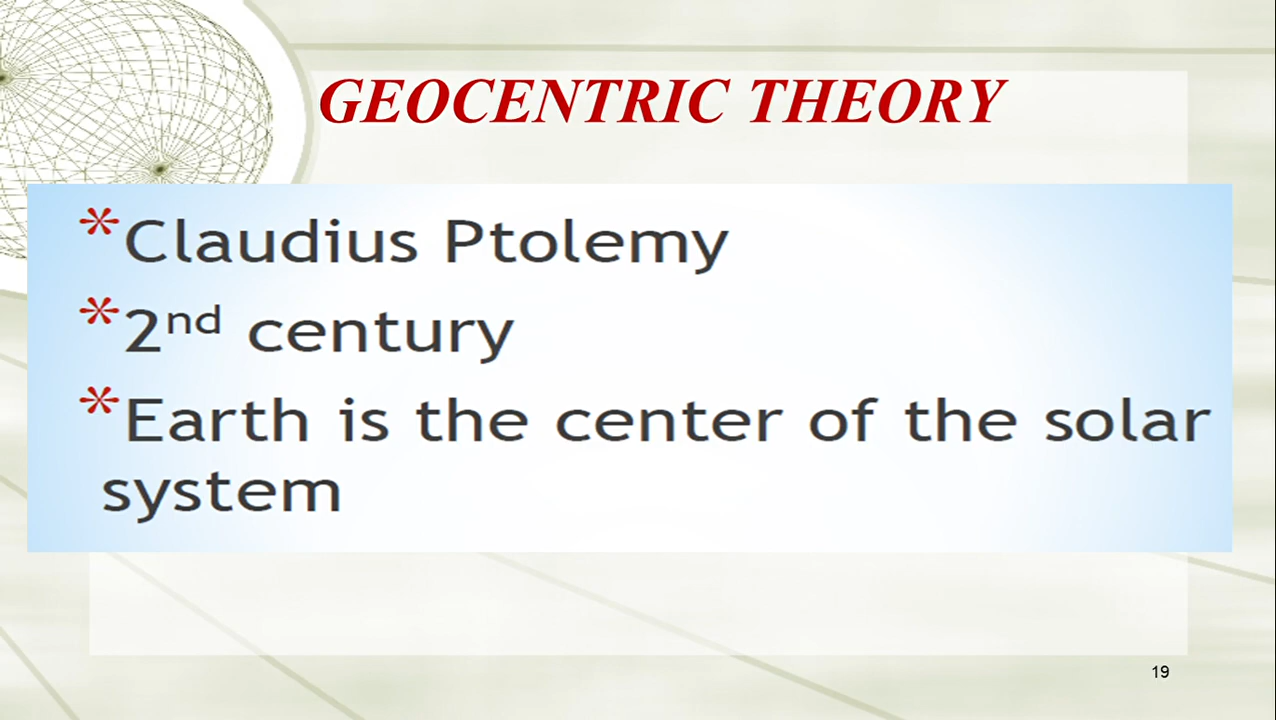 GEOCENTRIC THEORY
*Claudius Ptolemy
*2nd century
*Earth is the center of the solar
system
19